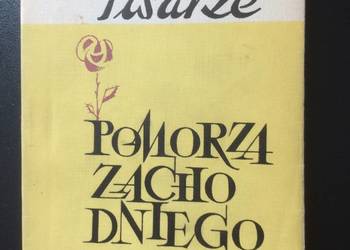 Pisarze
POMORZA
ZACHO
DNIEGO